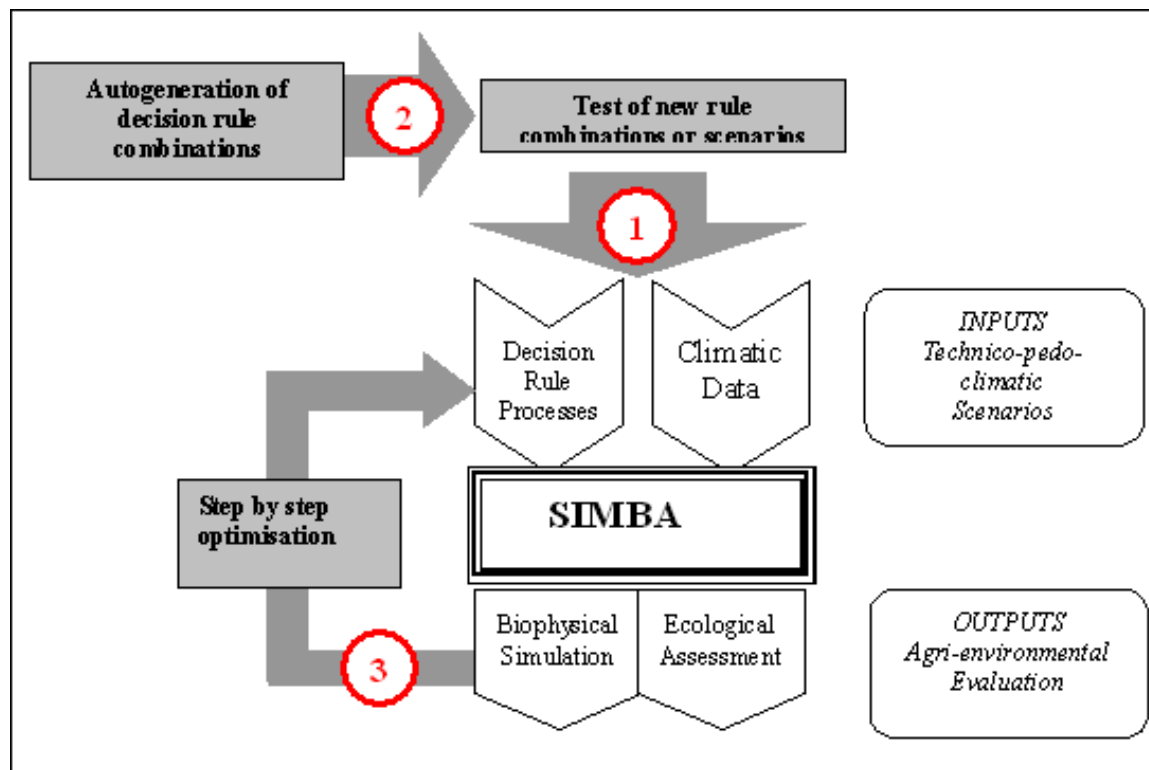 Autogeneration of
decision rule
combinations
2
Test of new rule
combinations or scenarios
1
Decision
Rule
Processes
Climatic
Data
INPUTS
Technico-pedo-
climatic
Scenarios
Step by step
optimisation
SIMBA
Biophysical
Simulation
Ecological
Assessment
OUTPUTS
Agri-environmental
Evaluation
3